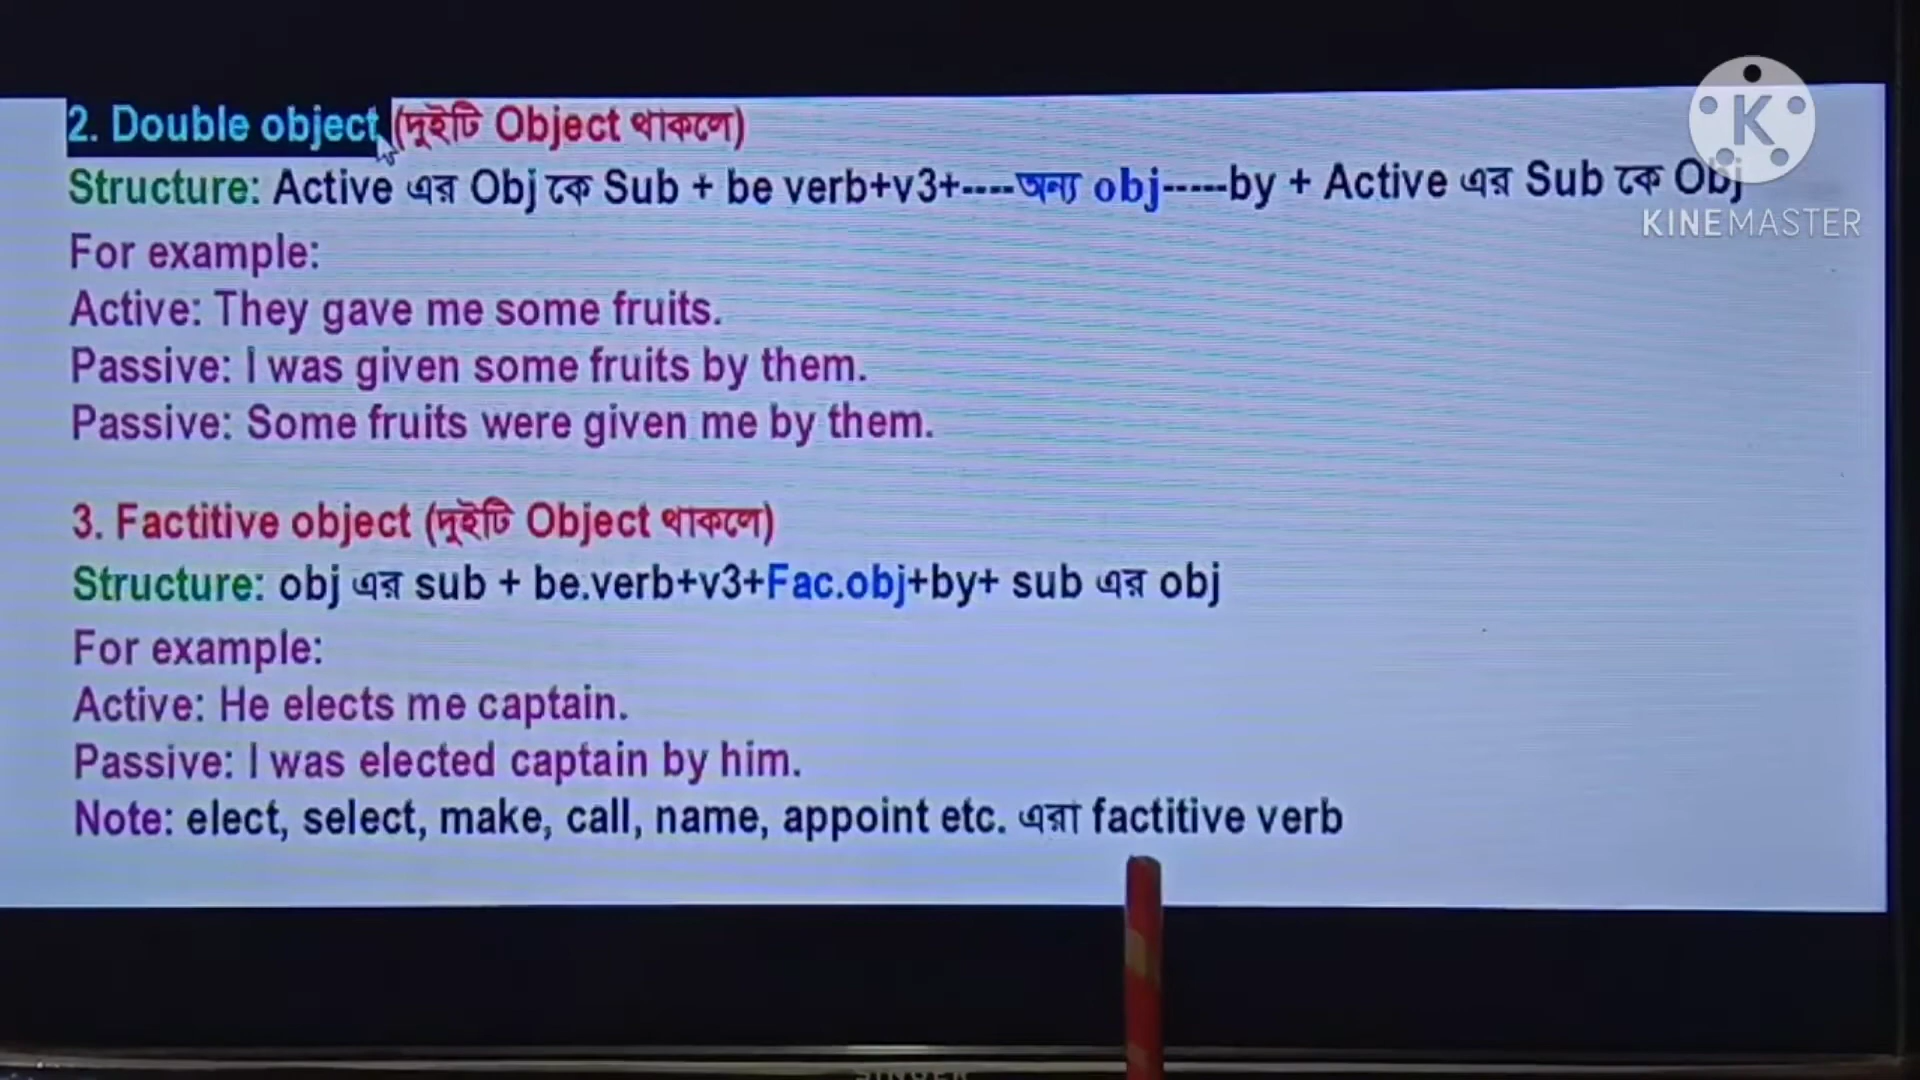 2. Double object (দুইটি Object থাকলে)
Structure: Active এর Obj কে Sub + be verb+v3+----অন্য obj-----by + Active এর Sub কে Obj
For example:
Active: They gave me some fruits.
Passive: I was given some fruits by them.
Passive: Some fruits were given me by them.
3. Factitive object (দুইটি Object থাকলে)
Structure: obj এর sub + be.verb+v3+Fac.obj+by+ sub এর obj
For example:
Active: He elects me captain.
Passive: I was elected captain by him.
Note: elect, select, make, call, name, appoint etc. এরা factitive verb
K
KINEMASTER
SINGER